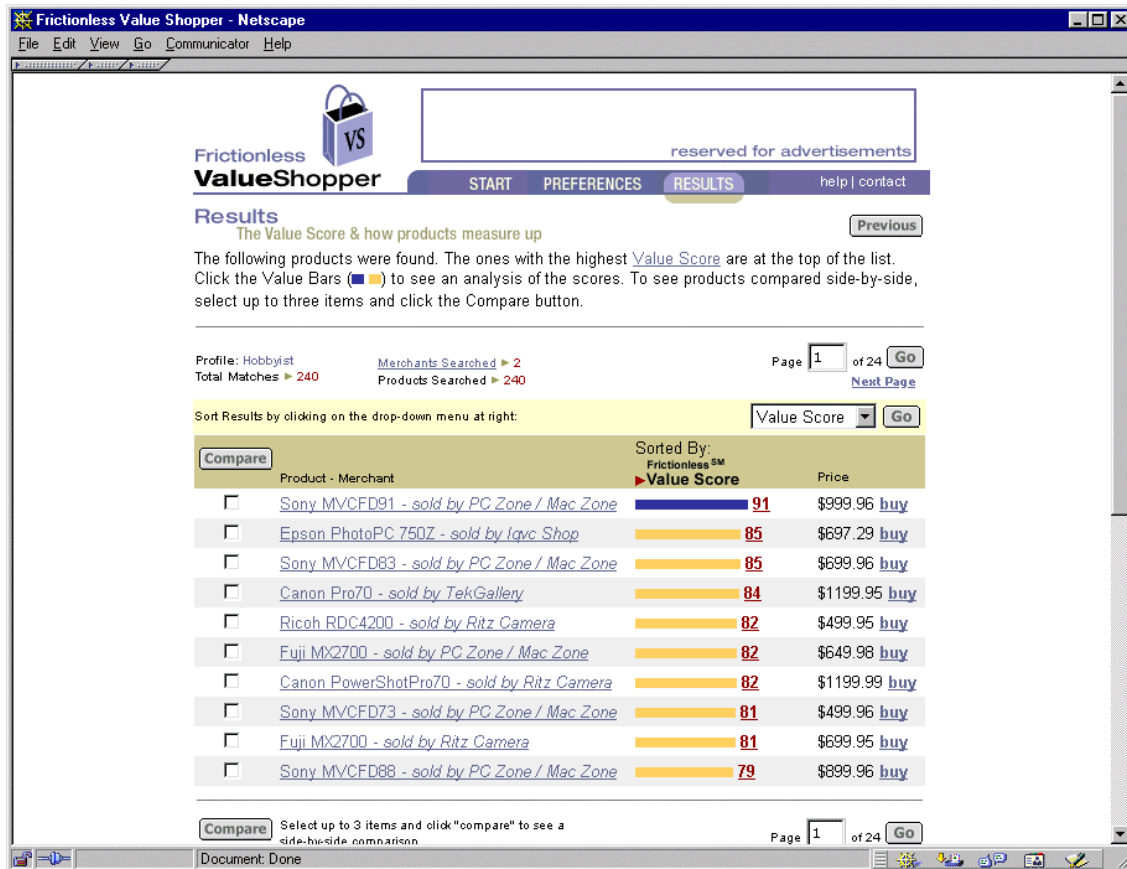 Frictionless Value Shopper - Netscape
File Edit View Go Communicator Help
VS
Frictionless
ValueShopper
reserved for advertisements
START PREFERENCES RESULTS help | contact
Results
The Value Score & how products measure up
Previous
The following products were found. The ones with the highest Value Score are at the top of the list.
Click the Value Bars ( ) to see an analysis of the scores. To see products compared side-by-side,
select up to three items and click the Compare button.
Profile: Hobbyist
Total Matches 240
Merchants Searched 2
Products Searched 240
Page 1 of 24 Go
Next Page
Sort Results by clicking on the drop-down menu at right:
Value Score Go
Compare
Product - Merchant
Sorted By:
Frictionless SM
Value Score
Price
Sony MVCFD91 - sold by PC Zone / Mac Zone 91 $999.96 buy
Epson PhotoPC 750Z - sold by Iqvc Shop 85 $697.29 buy
Sony MVCFD83 - sold by PC Zone / Mac Zone 85 $699.96 buy
Canon Pro70 - sold by TekGallery 84 $1199.95 buy
Ricoh RDC4200 - sold by Ritz Camera 82 $499.95 buy
Fuji MX2700 - sold by PC Zone / Mac Zone 82 $649.98 buy
Canon PowerShotPro70 - sold by Ritz Camera 82 $1199.99 buy
Sony MVCFD73 - sold by PC Zone / Mac Zone 81 $499.96 buy
Fuji MX2700 - sold by Ritz Camera 81 $699.95 buy
Sony MVCFD88 - sold by PC Zone / Mac Zone 79 $899.96 buy
Compare
Select up to 3 items and click "compare" to see a
side-by-side comparison
Page 1 of 24 Go
Document: Done